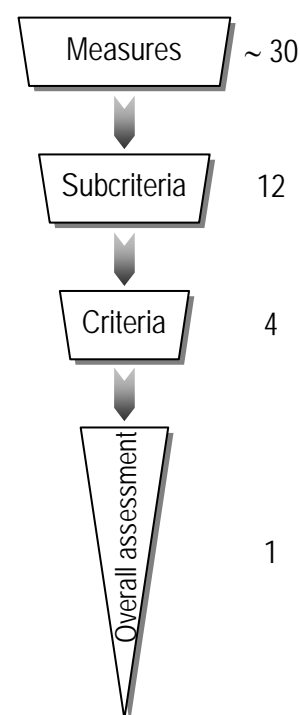 Measures ~ 30
Subcriteria 12
Criteria 4
Overall assessment 1